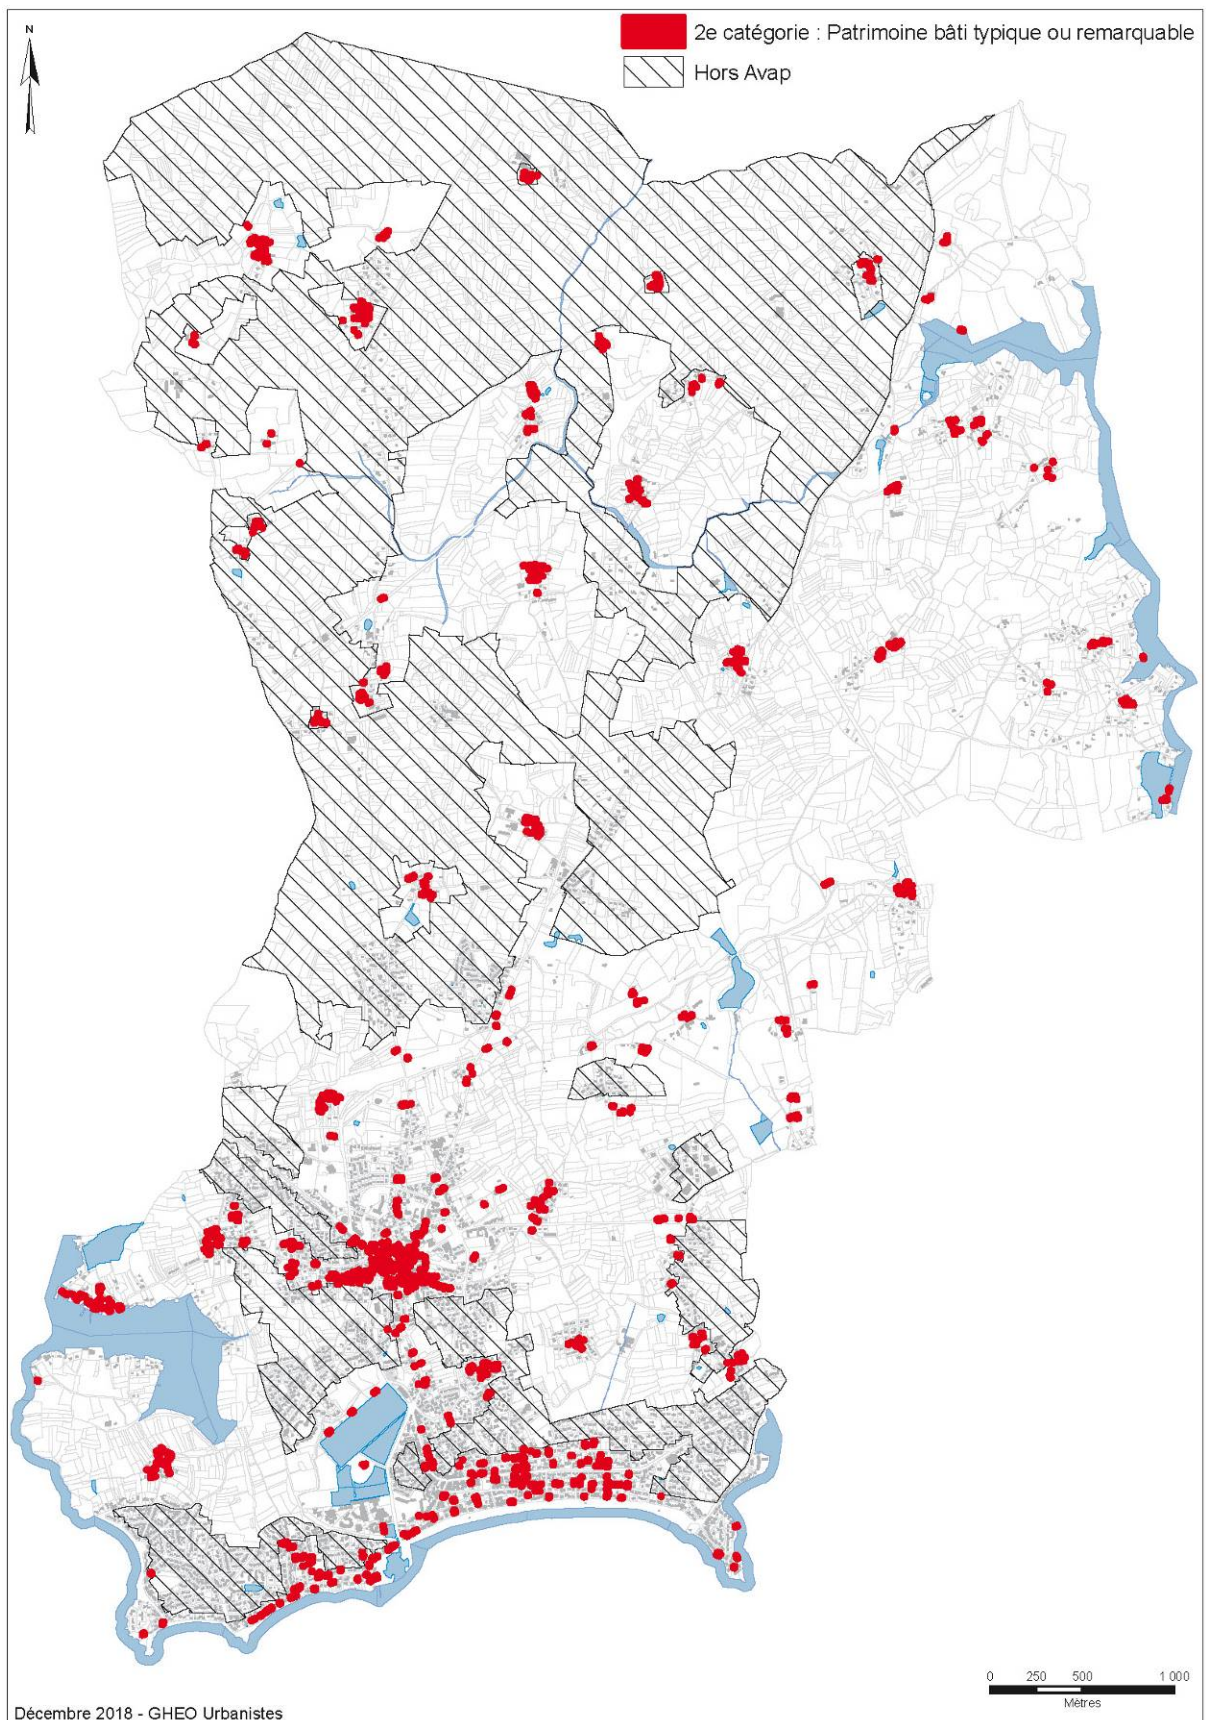 N
2e catégorie : Patrimoine bâti typique ou remarquable
Hors Avap
0 250 500 1 000
Mètres
Décembre 2018 - GHEO Urbanistes